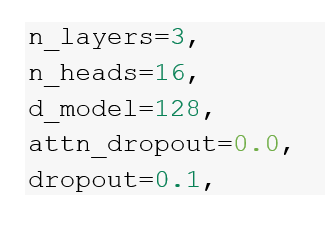 n_layers=3,
n_heads=16,
d_model=128,
attn_dropout=0.0,
dropout=0.1,